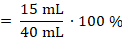 = 15 mL / 40 mL · 100 %